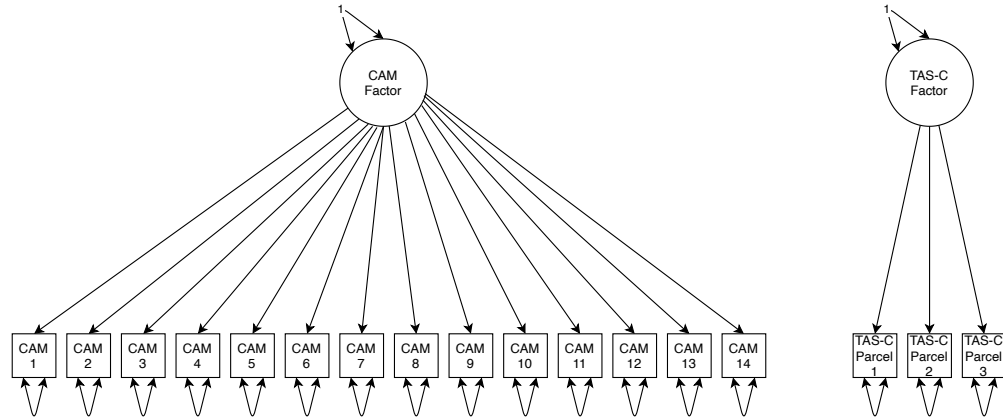 1
1
CAM
Factor
TAS-C
Factor
CAM
1
CAM
2
CAM
3
CAM
4
CAM
5
CAM
6
CAM
7
CAM
8
CAM
9
CAM
10
CAM
11
CAM
12
CAM
13
CAM
14
TAS-C
Parcel
1
TAS-C
Parcel
2
TAS-C
Parcel
3